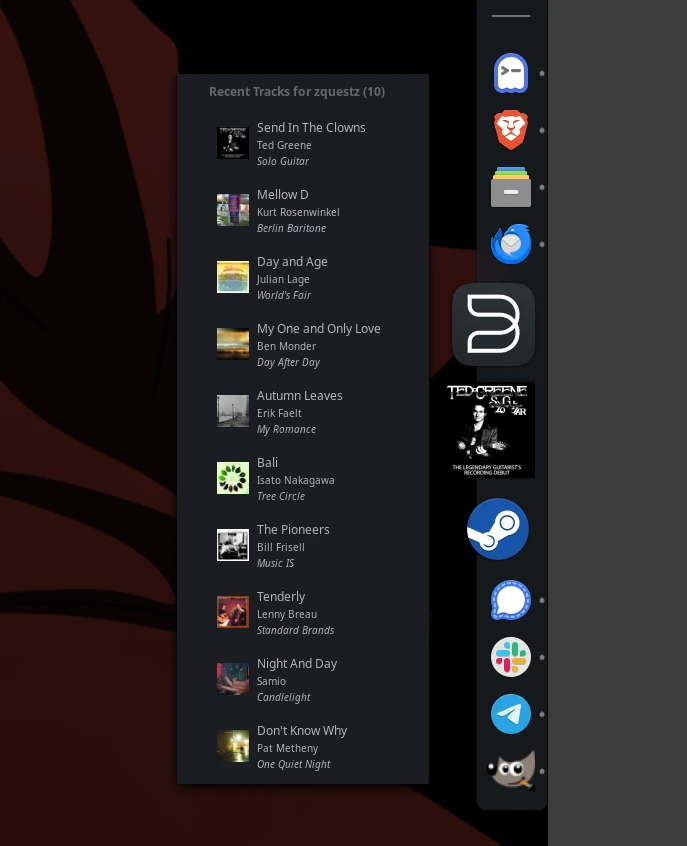 Recent Tracks for zquestz (10)
Send In The Clowns
Ted Greene
Solo Guitar
Mellow D
Kurt Rosenwinkel
Berlin Baritone
Day and Age
Julian Lage
World's Fair
My One and Only Love
Ben Monder
Day After Day
Autumn Leaves
Erik Faelt
My Romance
Bali
Isato Nakagawa
Tree Circle
The Pioneers
Bill Frisell
Music IS
Tenderly
Lenny Breau
Standard Brands
Night And Day
Samio
Candlelight
Don't Know Why
Pat Metheny
One Quiet Night
TED GREENE
THE LEGENDARY GUITARIST'S
RECORDING DEBUT